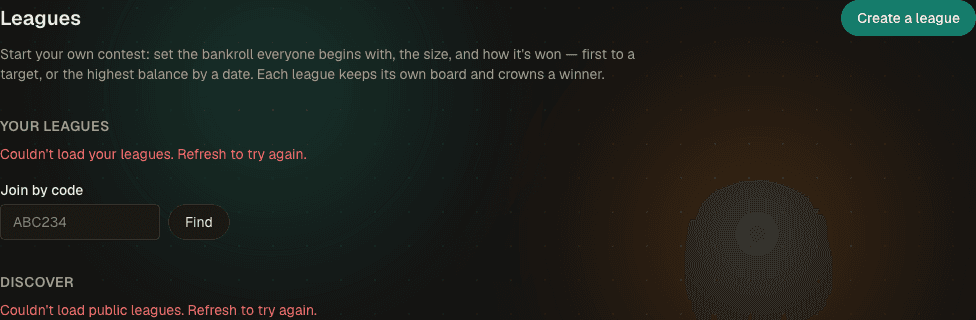 Leagues
Create a league
Start your own contest: set the bankroll everyone begins with, the size, and how it's won — first to a
target, or the highest balance by a date. Each league keeps its own board and crowns a winner.
YOUR LEAGUES
Couldn't load your leagues. Refresh to try again.
Join by code
ABC234
Find
DISCOVER
Couldn't load public leagues. Refresh to try again.